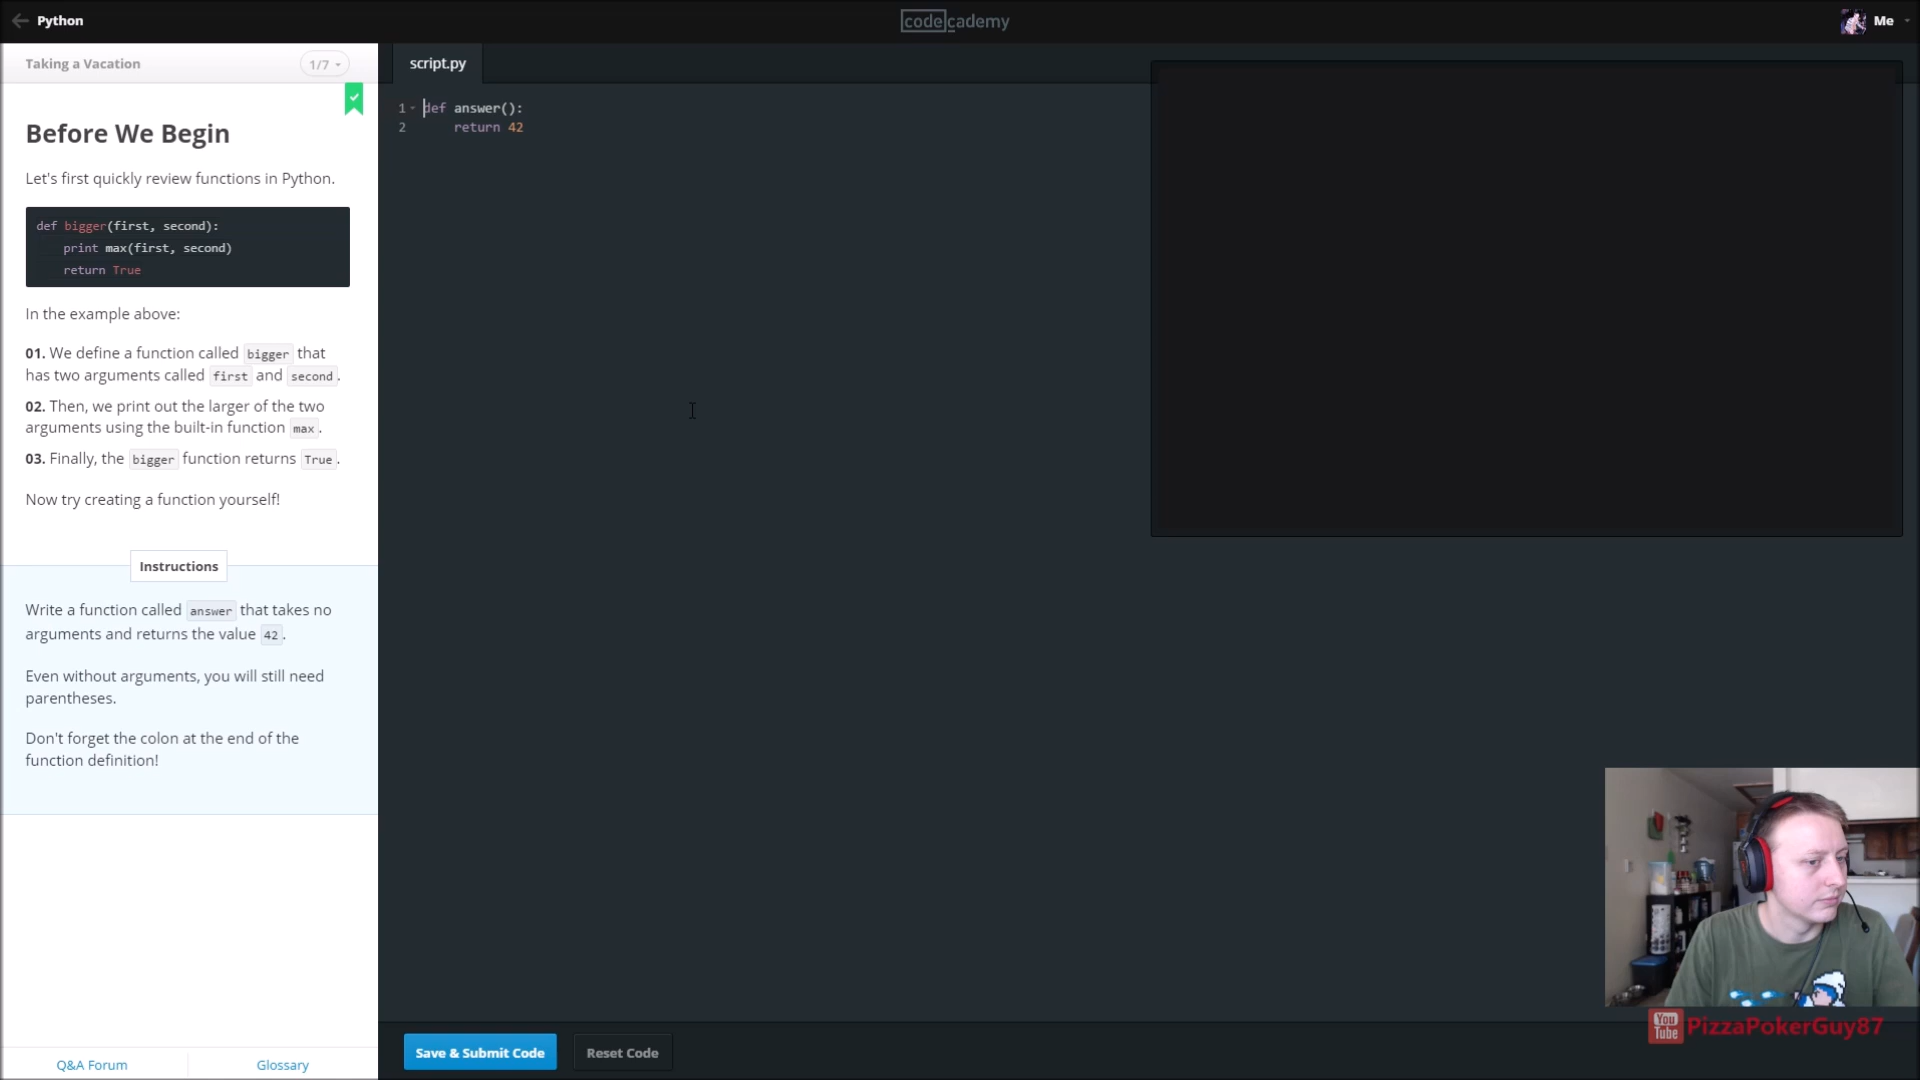 Python
codecademy
Me
Taking a Vacation
1/7
script.py
Before We Begin
Let's first quickly review functions in Python.
def bigger(first, second):
    print max(first, second)
    return True
In the example above:
01. We define a function called bigger that
has two arguments called first and second.
02. Then, we print out the larger of the two
arguments using the built-in function max.
03. Finally, the bigger function returns True.
Now try creating a function yourself!
Instructions
Write a function called answer that takes no
arguments and returns the value 42.
Even without arguments, you will still need
parentheses.
Don't forget the colon at the end of the
function definition!
Q&A Forum
Glossary
1 def answer():
2     return 42
Save & Submit Code
Reset Code
You Tube PizzaPokerGuy87